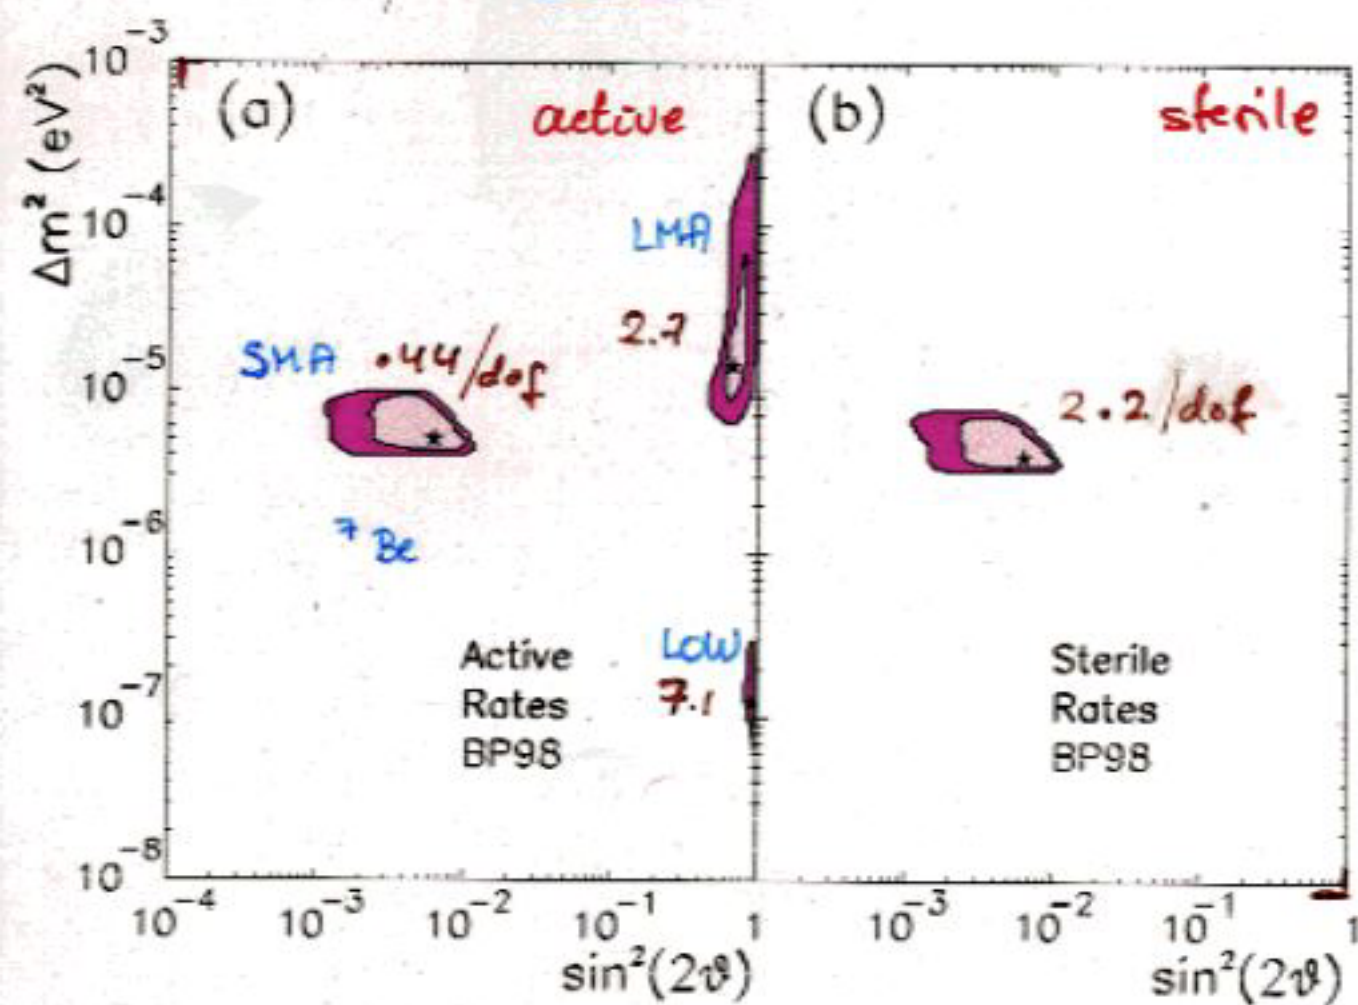 10⁻³
(a) active
(b) sterile
Δm² (eV²)
10⁻⁴
LMA
2.7
SMA .44/dof
10⁻⁵
2.2/dof
10⁻⁶
⁷Be
LOW
7.1
10⁻⁷
Active
Rates
BP98
Sterile
Rates
BP98
10⁻⁸
10⁻⁴ 10⁻³ 10⁻² 10⁻¹ 1
sin²(2ϑ)
10⁻³ 10⁻² 10⁻¹ 1
sin²(2ϑ)